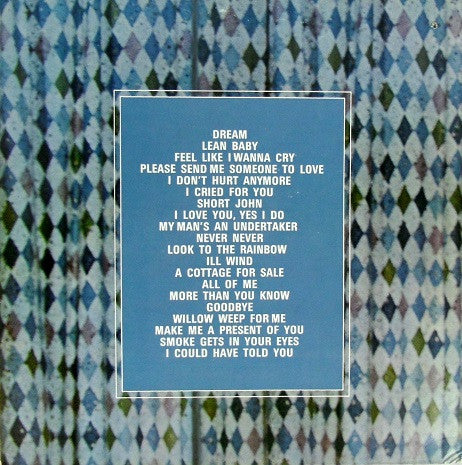 DREAM
LEAN BABY
FEEL LIKE I WANNA CRY
PLEASE SEND ME SOMEONE TO LOVE
I DON'T HURT ANYMORE
I CRIED FOR YOU
SHORT JOHN
I LOVE YOU, YES I DO
MY MAN'S AN UNDERTAKER
NEVER NEVER
LOOK TO THE RAINBOW
ILL WIND
A COTTAGE FOR SALE
ALL OF ME
MORE THAN YOU KNOW
GOODBYE
WILLOW WEEP FOR ME
MAKE ME A PRESENT OF YOU
SMOKE GETS IN YOUR EYES
I COULD HAVE TOLD YOU